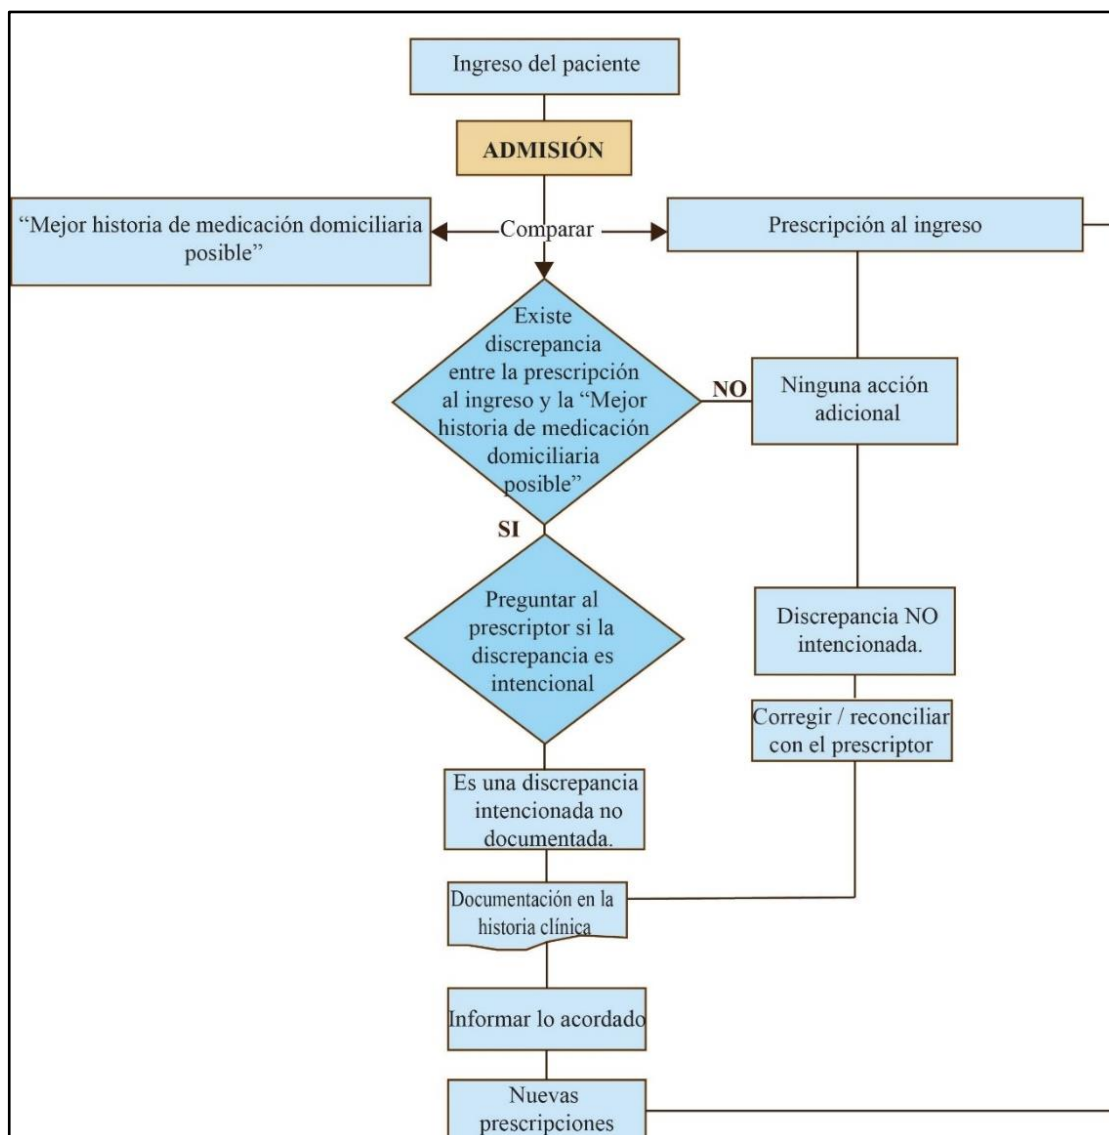 Ingreso del paciente
ADMISIÓN
“Mejor historia de medicación domiciliaria
posible”
Comparar
Prescripción al ingreso
Existe
discrepancia
entre la prescripción
al ingreso y la “Mejor
historia de medicación
domiciliaria
posible”
NO
Ninguna acción
adicional
SI
Preguntar al
prescriptor si la
discrepancia es
intencional
Discrepancia NO
intencionada.
Corregir / reconciliar
con el prescriptor
Es una discrepancia
intencionada no
documentada.
Documentación en la
historia clínica
Informar lo acordado
Nuevas
prescripciones